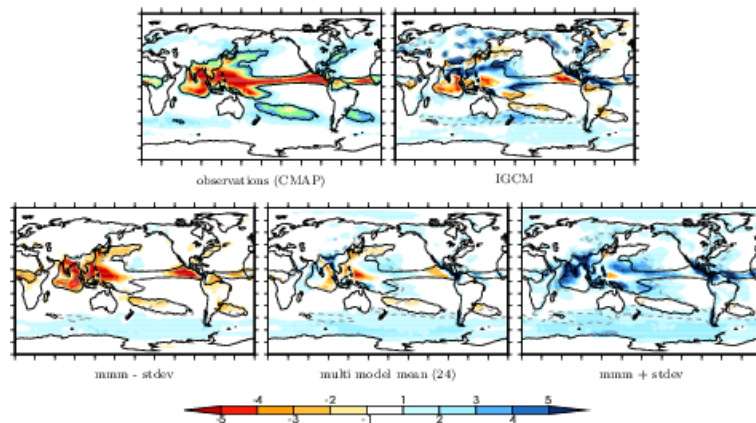 observations (CMAP)
IGCM
mmm - stdev
multi model mean (24)
mmm + stdev
-4 -2 1 3 5
-5 -3 -1 2 4